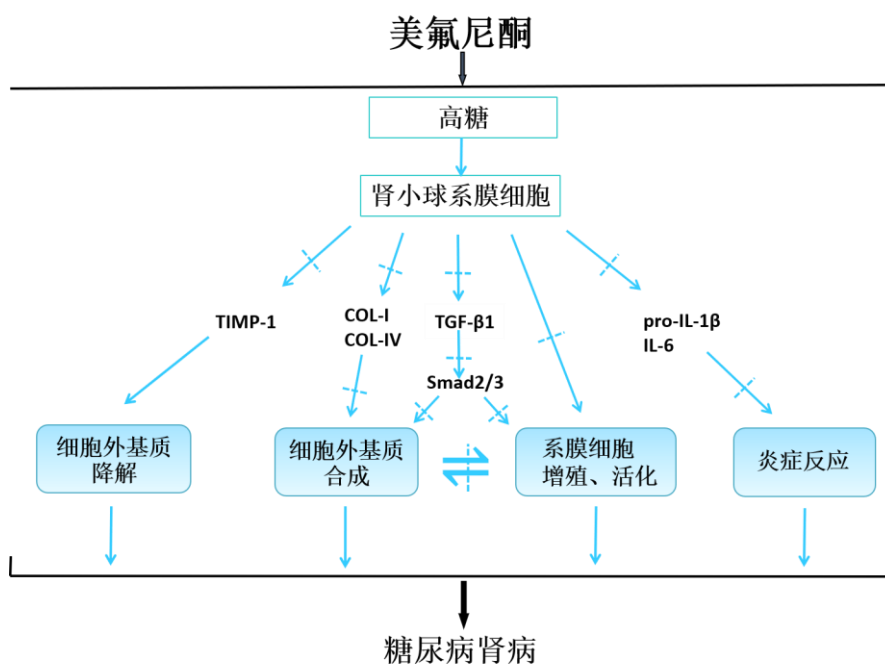 美氟尼酮
高糖
肾小球系膜细胞
TIMP-1
COL-I
COL-IV
TGF-β1
pro-IL-1β
IL-6
Smad2/3
细胞外基质
降解
细胞外基质
合成
系膜细胞
增殖、活化
炎症反应
糖尿病肾病